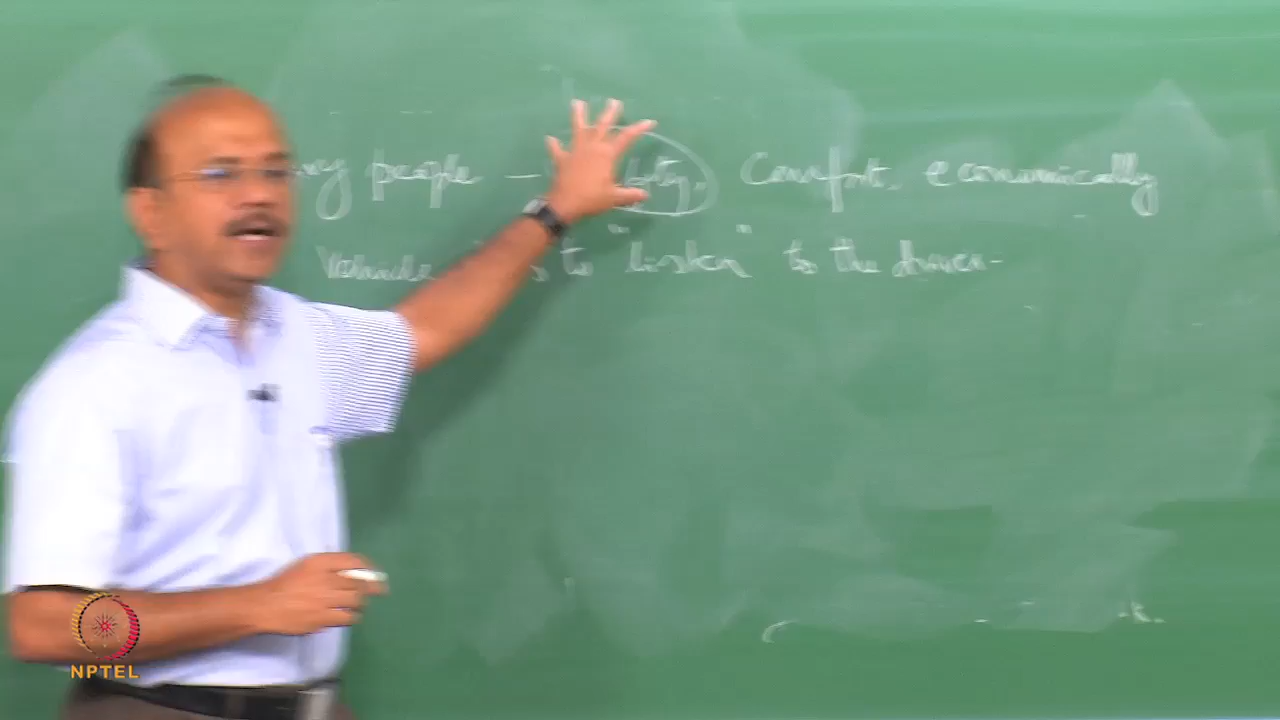 people - Comfort, economically
Vehicle to "listen" to the driver-
NPTEL